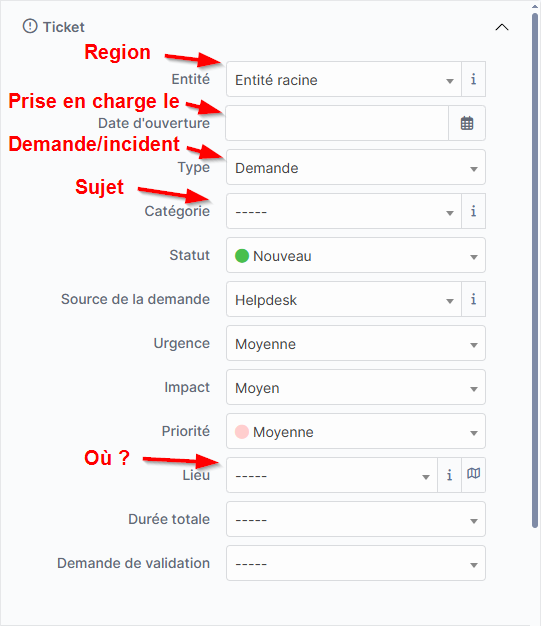 Ticket
Region
Entité Entité racine i
Prise en charge le
Date d'ouverture
Demande/incident
Type Demande
Sujet
Catégorie ----- i
Statut Nouveau
Source de la demande Helpdesk i
Urgence Moyenne
Impact Moyen
Priorité Moyenne
Où ?
Lieu ----- i
Durée totale -----
Demande de validation -----